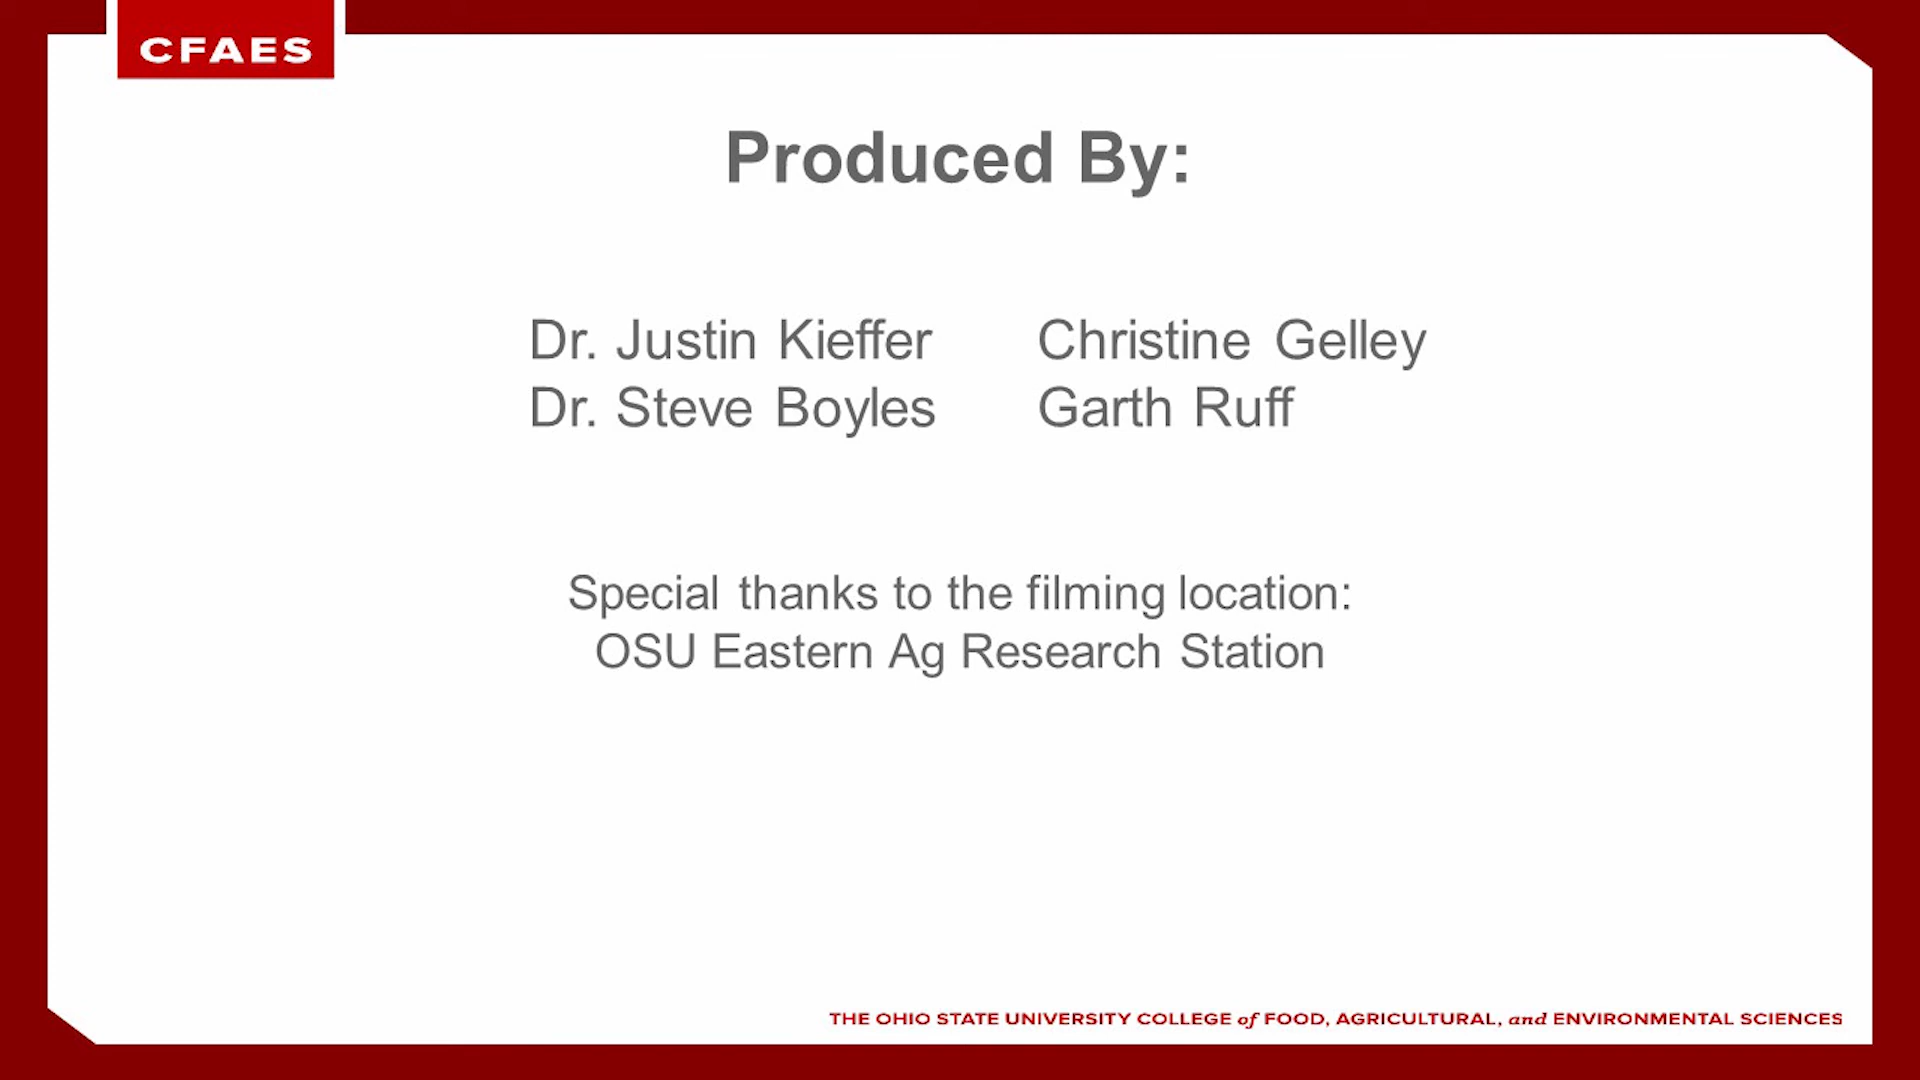 CFAES
Produced By:
Dr. Justin Kieffer
Dr. Steve Boyles
Christine Gelley
Garth Ruff
Special thanks to the filming location:
OSU Eastern Ag Research Station
THE OHIO STATE UNIVERSITY COLLEGE of FOOD, AGRICULTURAL, and ENVIRONMENTAL SCIENCES